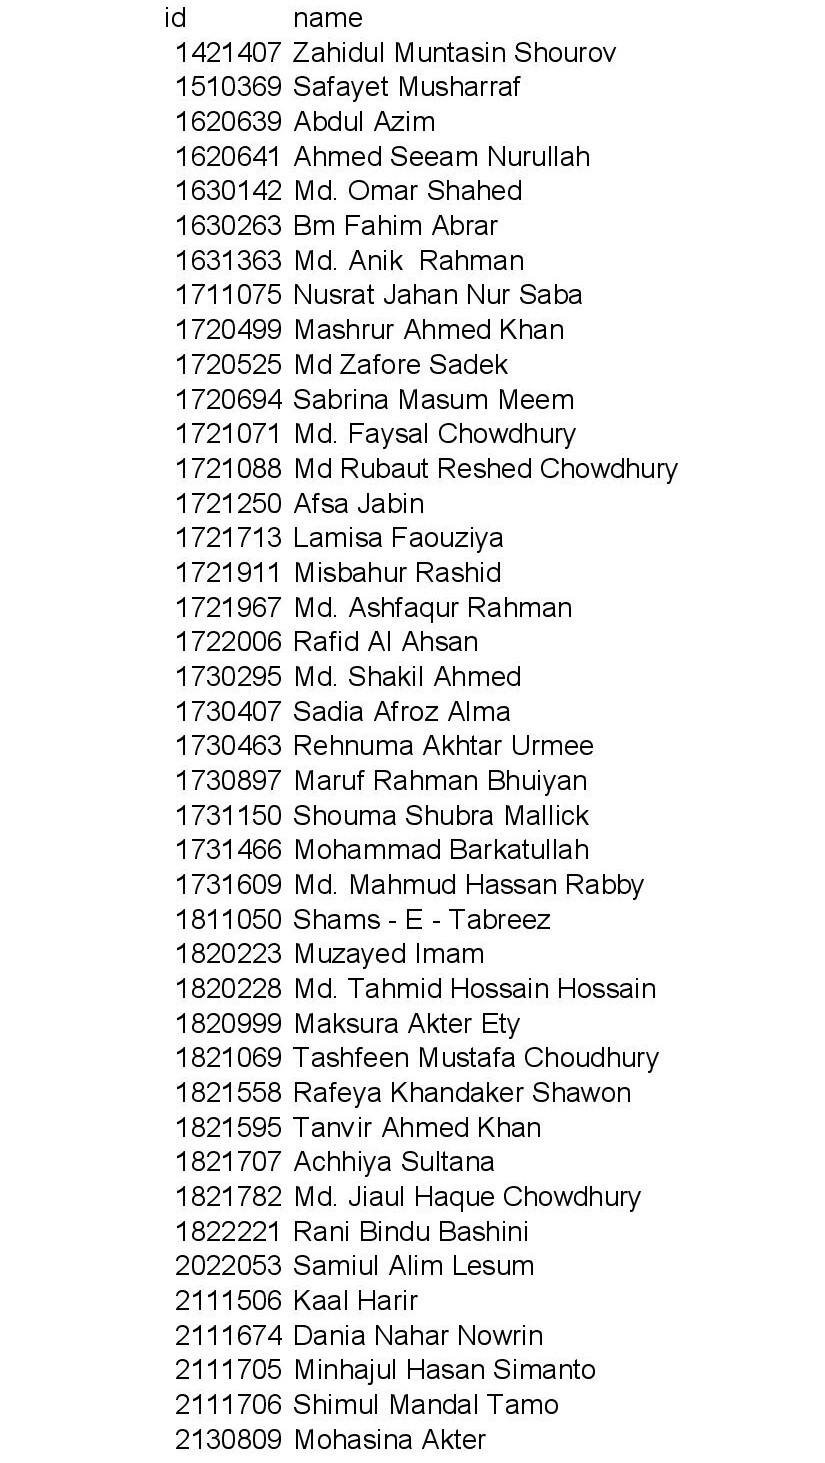 id name
1421407 Zahidul Muntasin Shourov
1510369 Safayet Musharraf
1620639 Abdul Azim
1620641 Ahmed Seeam Nurullah
1630142 Md. Omar Shahed
1630263 Bm Fahim Abrar
1631363 Md. Anik  Rahman
1711075 Nusrat Jahan Nur Saba
1720499 Mashrur Ahmed Khan
1720525 Md Zafore Sadek
1720694 Sabrina Masum Meem
1721071 Md. Faysal Chowdhury
1721088 Md Rubaut Reshed Chowdhury
1721250 Afsa Jabin
1721713 Lamisa Faouziya
1721911 Misbahur Rashid
1721967 Md. Ashfaqur Rahman
1722006 Rafid Al Ahsan
1730295 Md. Shakil Ahmed
1730407 Sadia Afroz Alma
1730463 Rehnuma Akhtar Urmee
1730897 Maruf Rahman Bhuiyan
1731150 Shouma Shubra Mallick
1731466 Mohammad Barkatullah
1731609 Md. Mahmud Hassan Rabby
1811050 Shams - E - Tabreez
1820223 Muzayed Imam
1820228 Md. Tahmid Hossain Hossain
1820999 Maksura Akter Ety
1821069 Tashfeen Mustafa Choudhury
1821558 Rafeya Khandaker Shawon
1821595 Tanvir Ahmed Khan
1821707 Achhiya Sultana
1821782 Md. Jiaul Haque Chowdhury
1822221 Rani Bindu Bashini
2022053 Samiul Alim Lesum
2111506 Kaal Harir
2111674 Dania Nahar Nowrin
2111705 Minhajul Hasan Simanto
2111706 Shimul Mandal Tamo
2130809 Mohasina Akter